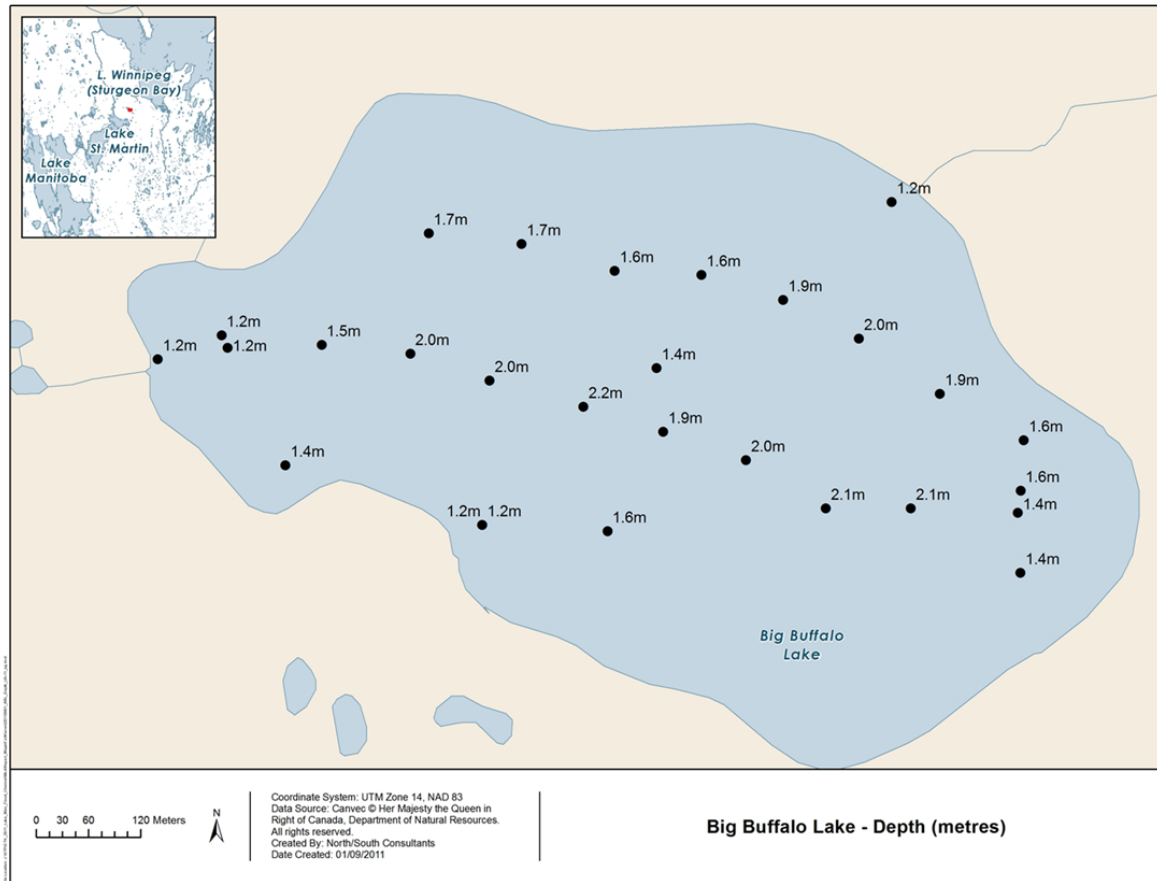 L. Winnipeg
(Sturgeon Bay)
Lake
St. Martin
Lake
Manitoba
1.2m
1.7m
1.7m
1.6m
1.6m
1.9m
1.2m
1.2m
1.2m
1.5m
2.0m
2.0m
2.0m
1.4m
2.2m
1.9m
1.9m
1.6m
1.4m
2.0m
1.6m
2.1m
2.1m
1.4m
1.2m 1.2m
1.6m
1.4m
Big Buffalo
Lake
0 30 60 120 Meters
N
Coordinate System: UTM Zone 14, NAD 83
Data Source: Canvec © Her Majesty the Queen in
Right of Canada, Department of Natural Resources.
All rights reserved.
Created By: North/South Consultants
Date Created: 01/09/2011
Big Buffalo Lake - Depth (metres)